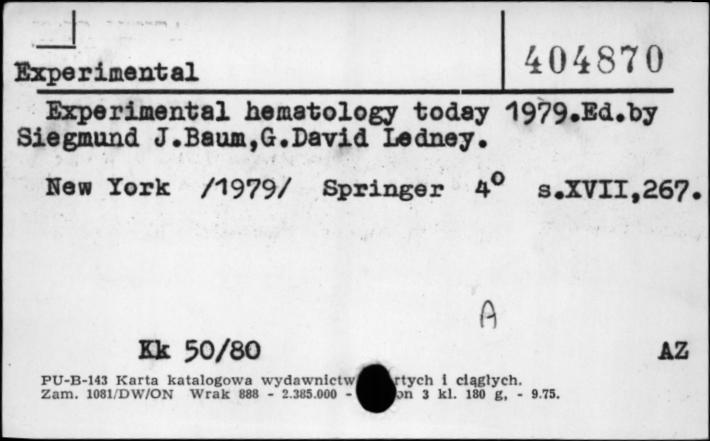 404870
Experimental
Experimental hematology today 1979.Ed.by
Siegmund J.Baum,G.David Ledney.
New York /1979/ Springer 4° s.XVII,267.
A
Kk 50/80 AZ
PU-B-143 Karta katalogowa wydawnictw rtych i ciągłych.
Zam. 1081/DW/ON Wrak 888 - 2.385.000 - on 3 kl. 180 g, - 9.75.